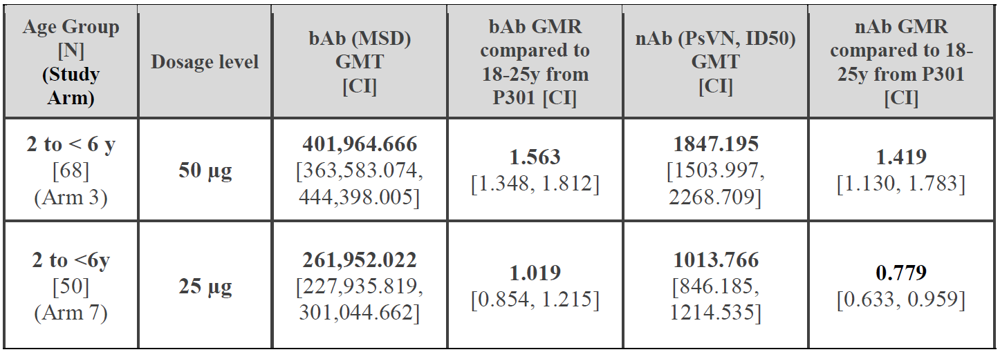 Age Group
[N]
(Study
Arm)
Dosage level
bAb (MSD)
GMT
[CI]
bAb GMR
compared to
18-25y from
P301 [CI]
nAb (PsVN, ID50)
GMT
[CI]
nAb GMR
compared to 18-
25y from P301
[CI]
2 to < 6 y
[68]
(Arm 3)
50 µg
401,964.666
[363,583.074,
444,398.005]
1.563
[1.348, 1.812]
1847.195
[1503.997,
2268.709]
1.419
[1.130, 1.783]
2 to <6y
[50]
(Arm 7)
25 µg
261,952.022
[227,935.819,
301,044.662]
1.019
[0.854, 1.215]
1013.766
[846.185,
1214.535]
0.779
[0.633, 0.959]